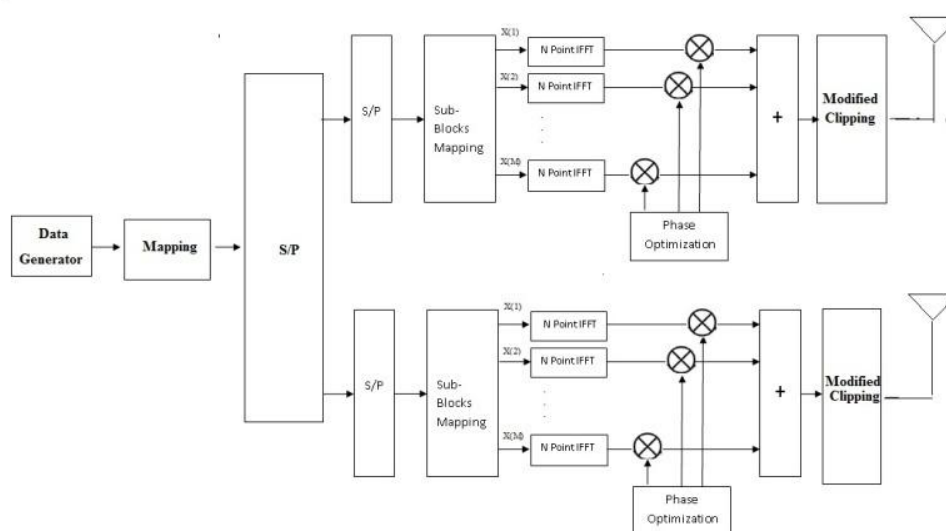 Data
Generator
Mapping
S/P
S/P
Sub-
Blocks
Mapping
X(1)
N Point IFFT
X(2)
N Point IFFT
X(M)
N Point IFFT
Phase
Optimization
+
Modified
Clipping
S/P
Sub-
Blocks
Mapping
X(1)
N Point IFFT
X(2)
N Point IFFT
X(M)
N Point IFFT
Phase
Optimization
+
Modified
Clipping